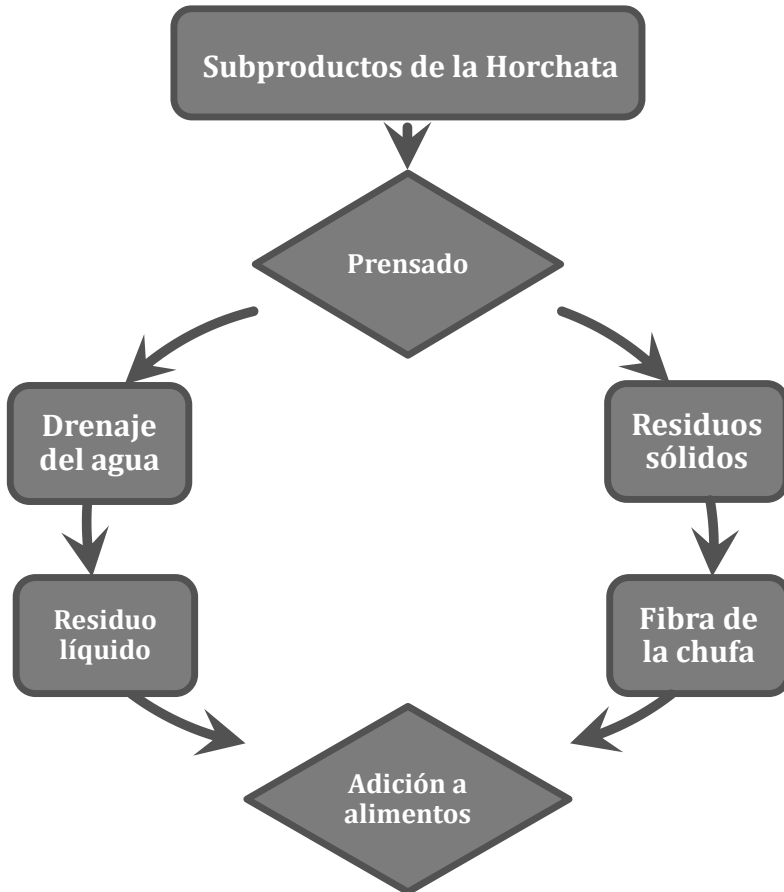 Subproductos de la Horchata
Prensado
Drenaje
del agua
Residuos
sólidos
Residuo
líquido
Fibra de
la chufa
Adición a
alimentos